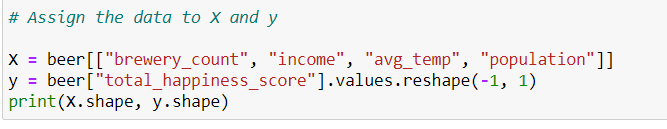 # Assign the data to X and y
X = beer[["brewery_count", "income", "avg_temp", "population"]]
y = beer["total_happiness_score"].values.reshape(-1, 1)
print(X.shape, y.shape)